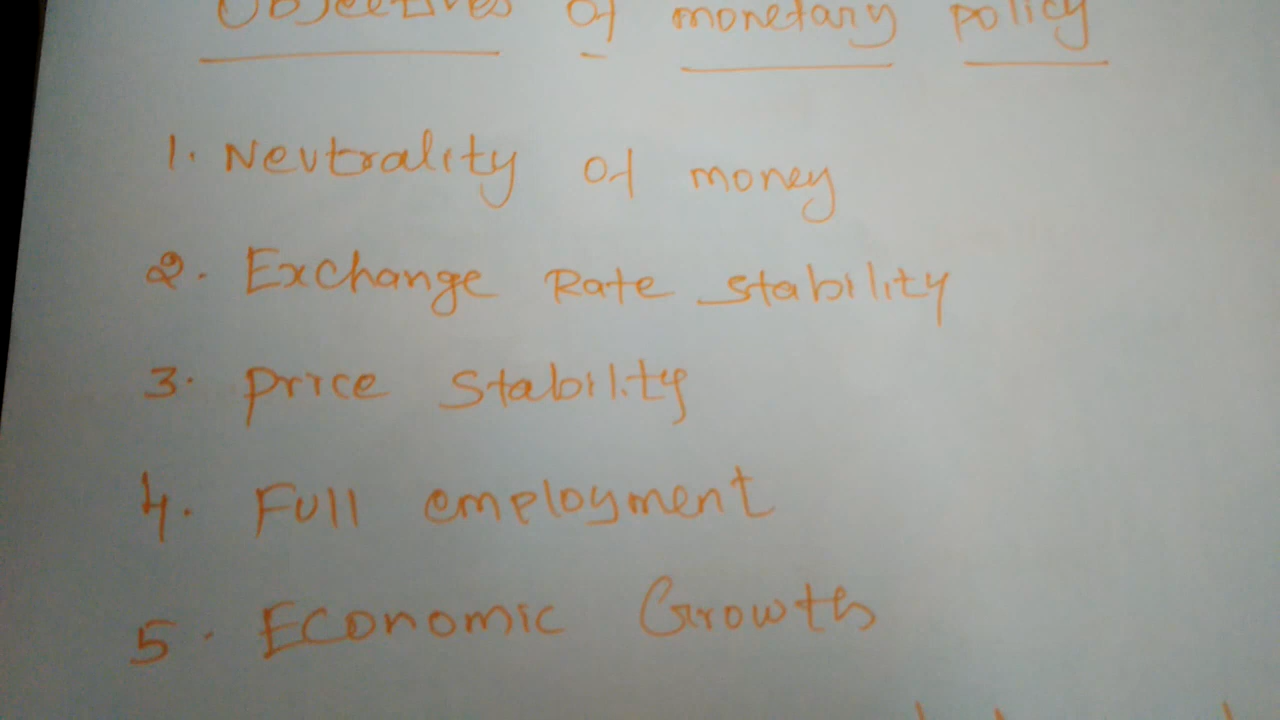 Objectives of monetary policy
1. Neutrality of money
2. Exchange Rate stability
3. Price Stability
4. Full employment
5. Economic Growth